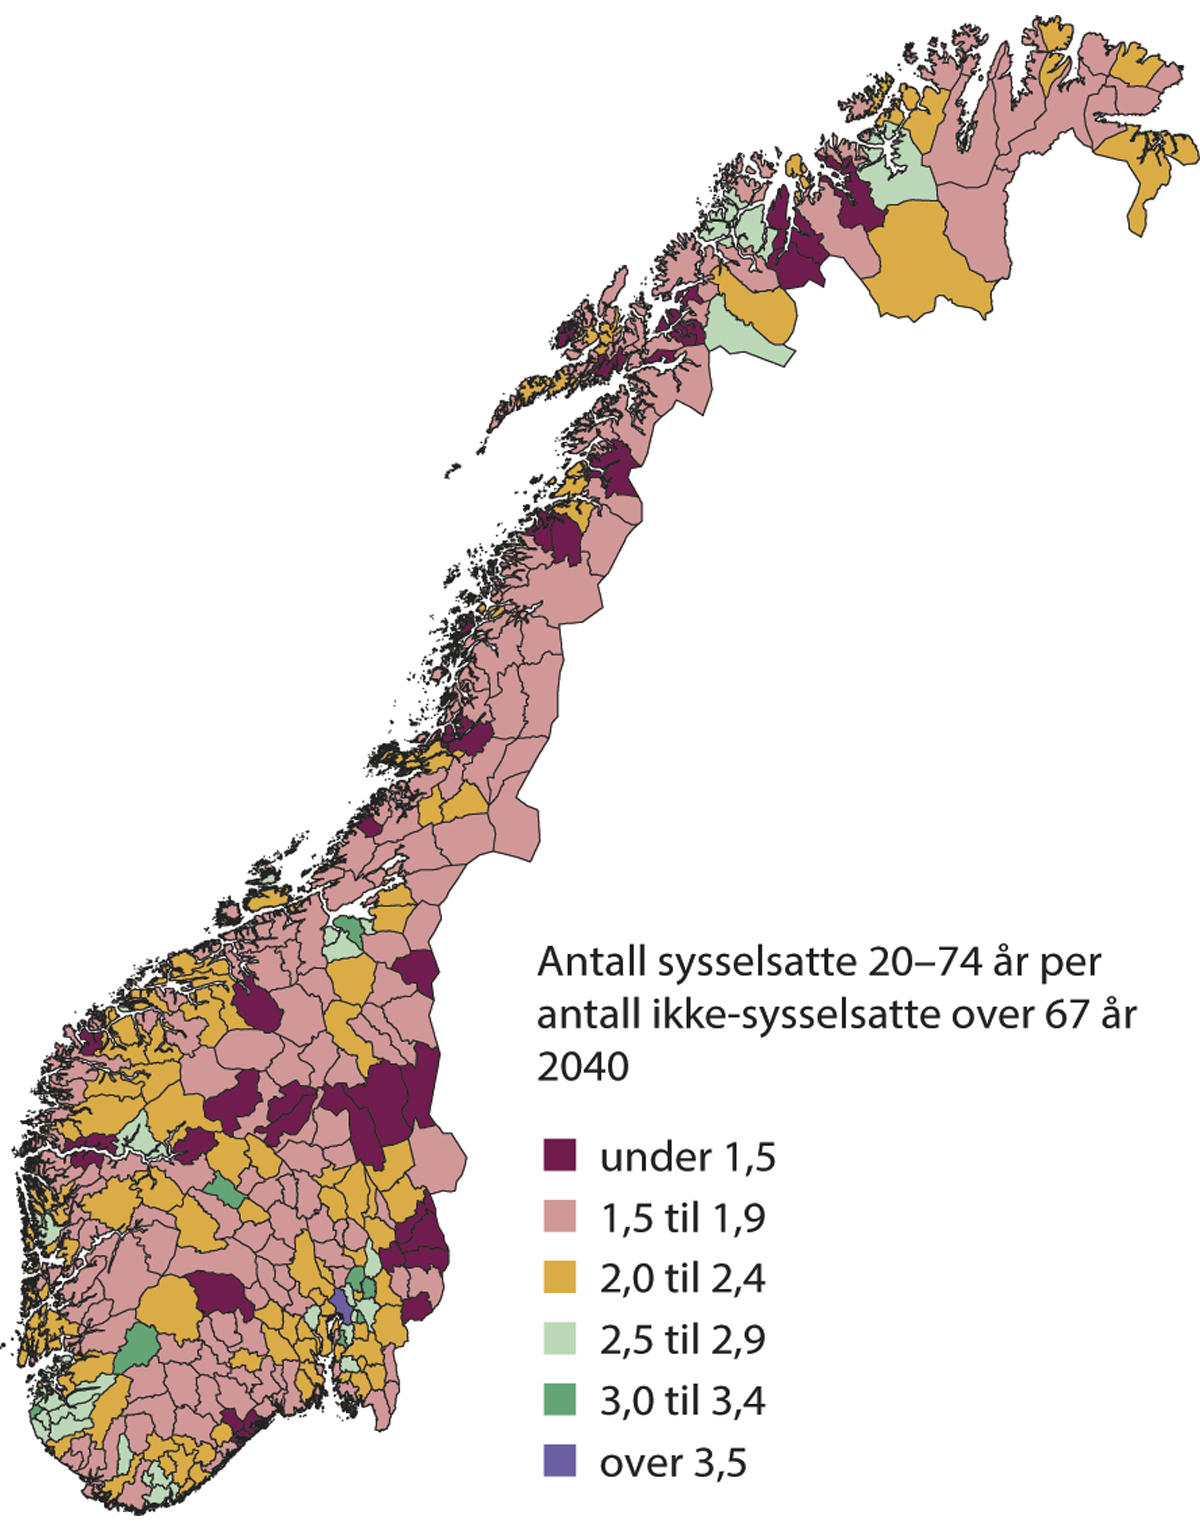 Antall sysselsatte 20–74 år per
antall ikke-sysselsatte over 67 år
2040
under 1,5
1,5 til 1,9
2,0 til 2,4
2,5 til 2,9
3,0 til 3,4
over 3,5